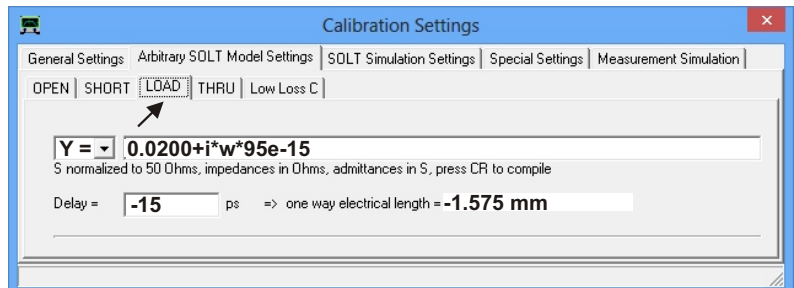 Calibration Settings
General Settings Arbitrary SOLT Model Settings SOLT Simulation Settings Special Settings Measurement Simulation
OPEN SHORT LOAD THRU Low Loss C
Y = 0.0200+i*w*95e-15
S normalized to 50 Ohms, impedances in Ohms, admittances in S, press CR to compile
Delay = -15 ps => one way electrical length = -1.575 mm